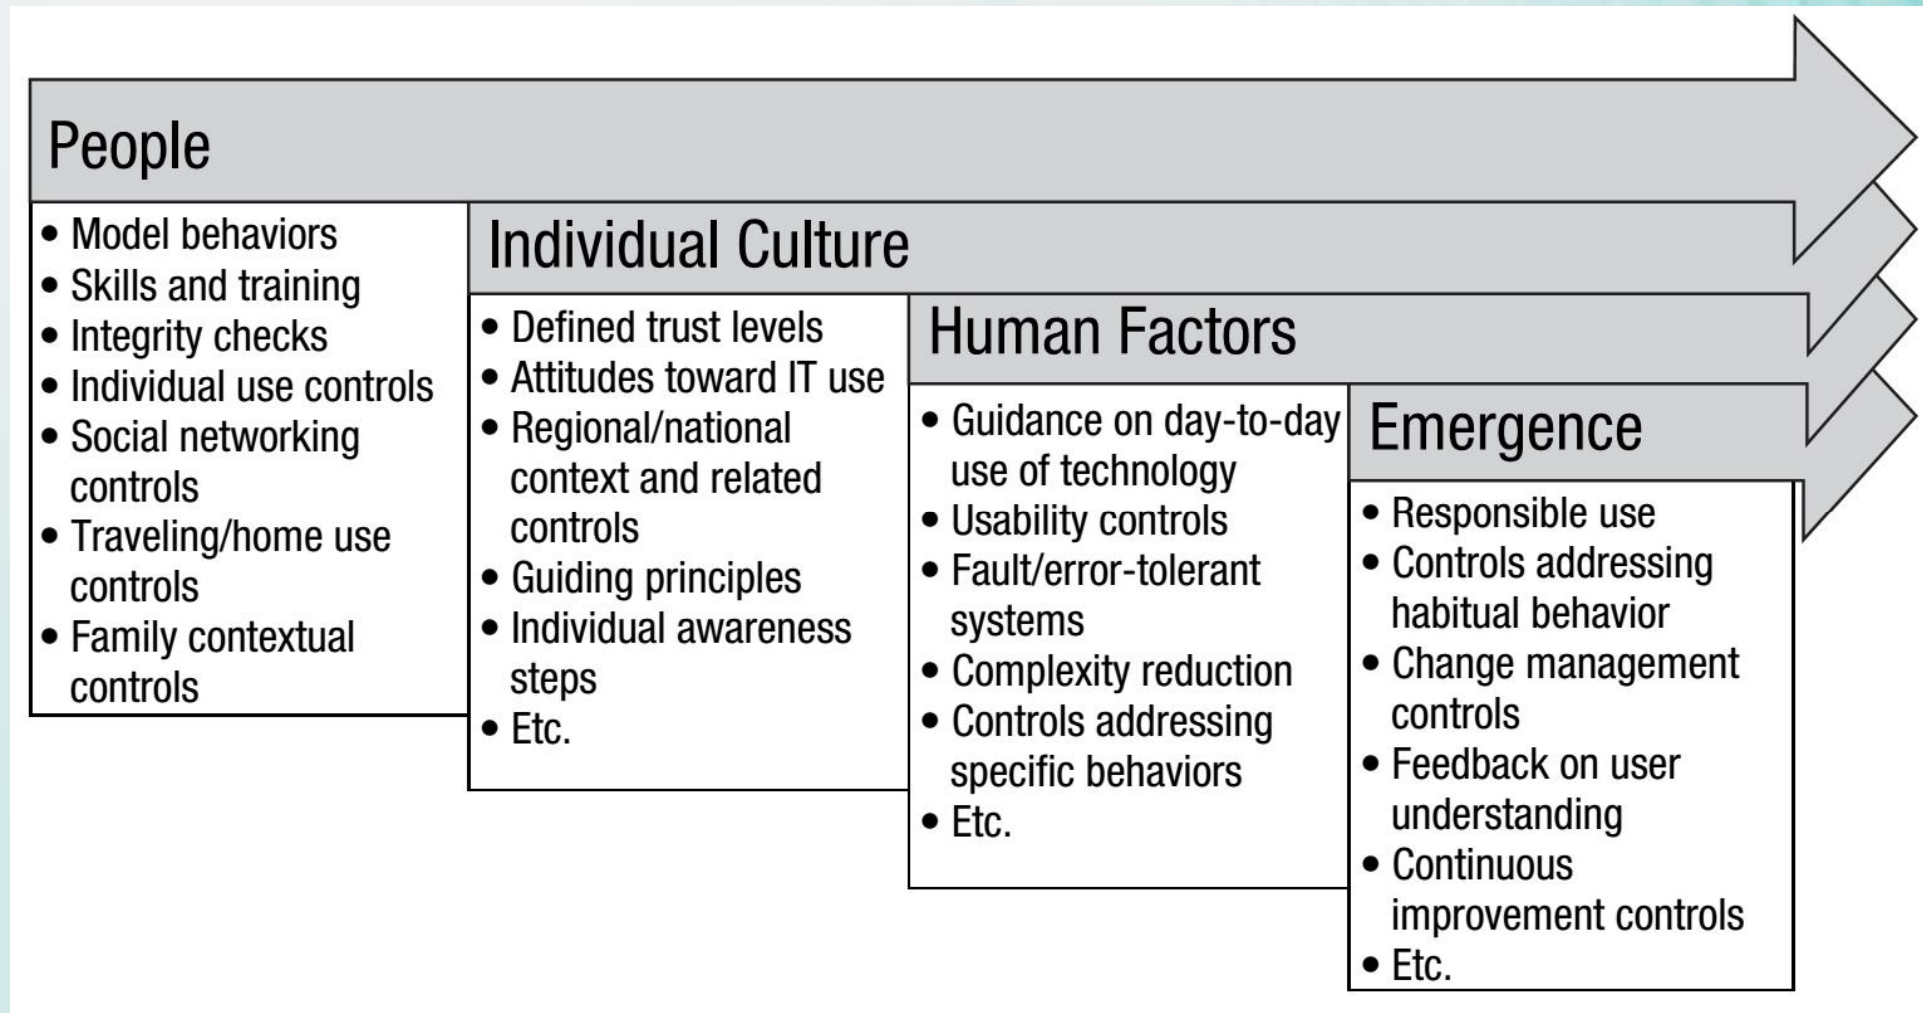 People
• Model behaviors
• Skills and training
• Integrity checks
• Individual use controls
• Social networking
controls
• Traveling/home use
controls
• Family contextual
controls
Individual Culture
• Defined trust levels
• Attitudes toward IT use
• Regional/national
context and related
controls
• Guiding principles
• Individual awareness
steps
• Etc.
Human Factors
• Guidance on day-to-day
use of technology
• Usability controls
• Fault/error-tolerant
systems
• Complexity reduction
• Controls addressing
specific behaviors
• Etc.
Emergence
• Responsible use
• Controls addressing
habitual behavior
• Change management
controls
• Feedback on user
understanding
• Continuous
improvement controls
• Etc.